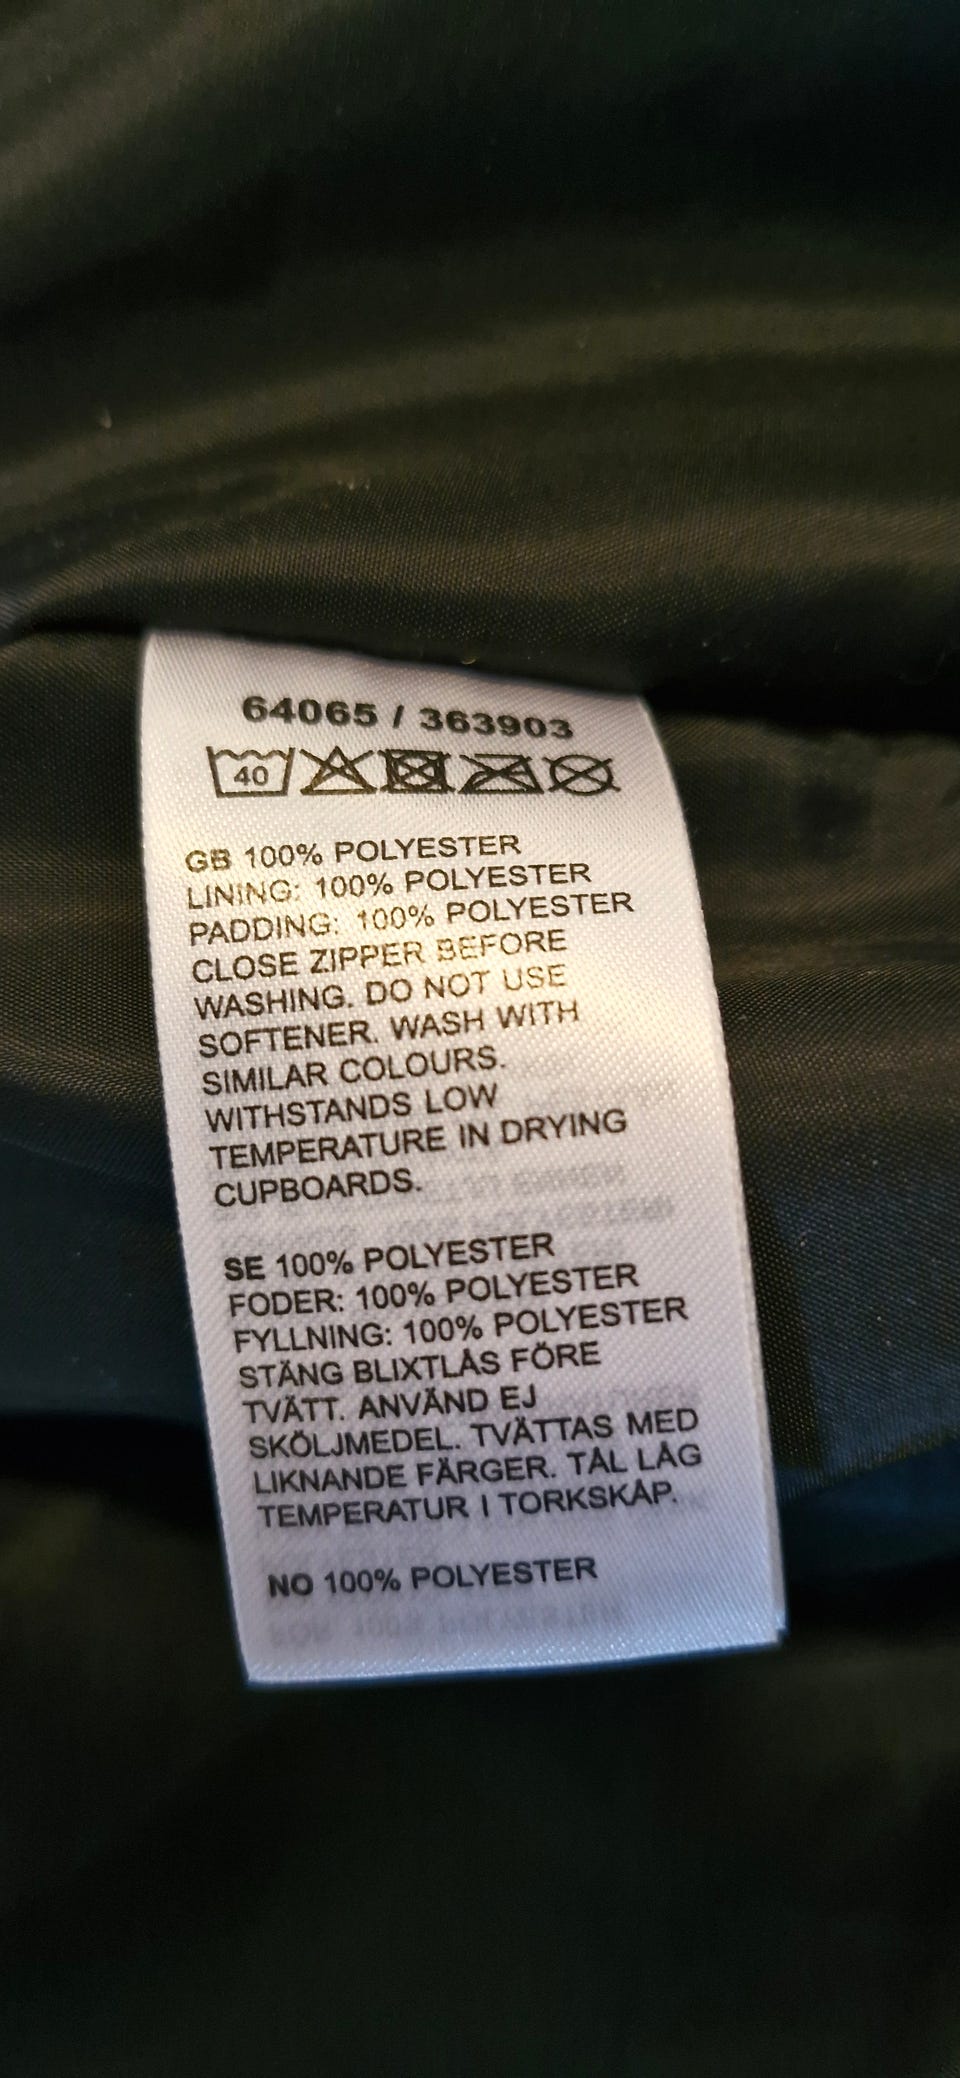 64065 / 363903
40
GB 100% POLYESTER
LINING: 100% POLYESTER
PADDING: 100% POLYESTER
CLOSE ZIPPER BEFORE
WASHING. DO NOT USE
SOFTENER. WASH WITH
SIMILAR COLOURS.
WITHSTANDS LOW
TEMPERATURE IN DRYING
CUPBOARDS.
SE 100% POLYESTER
FODER: 100% POLYESTER
FYLLNING: 100% POLYESTER
STÄNG BLIXTLÅS FÖRE
TVÄTT. ANVÄND EJ
SKÖLJMEDEL. TVÄTTAS MED
LIKNANDE FÄRGER. TÅL LÅG
TEMPERATUR I TORKSKÅP.
NO 100% POLYESTER